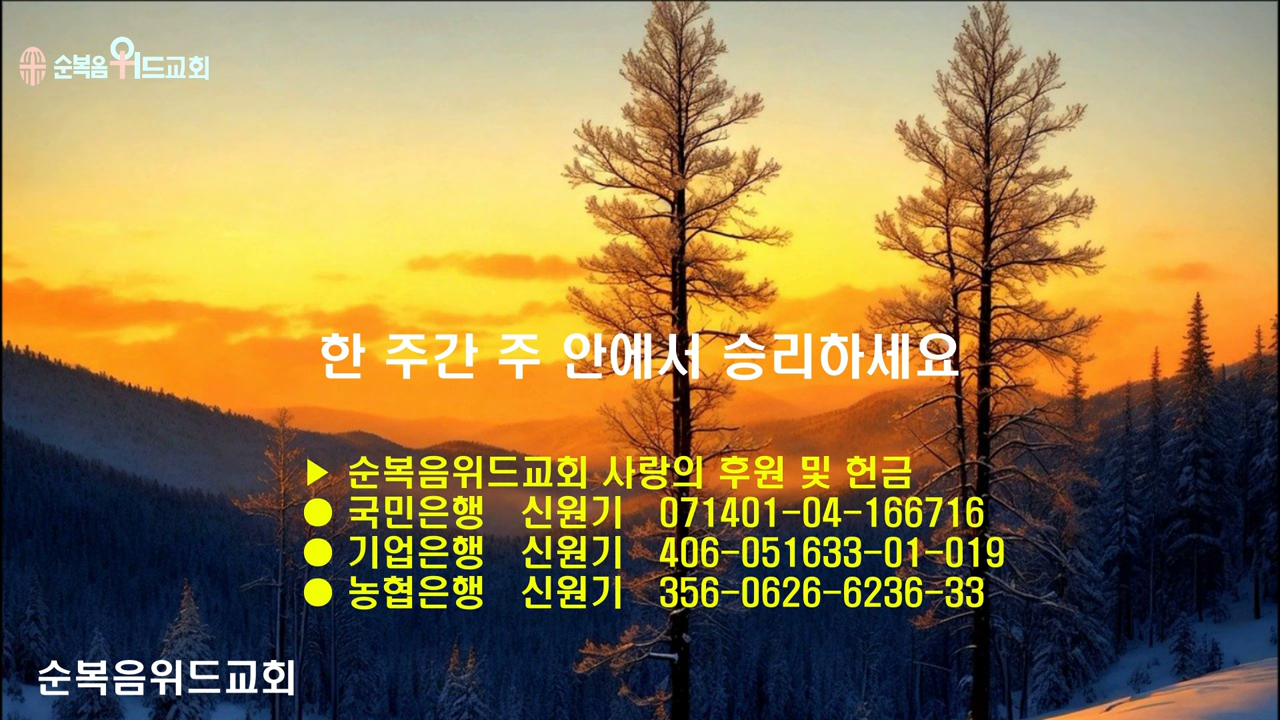 순복음위드교회
한 주간 주 안에서 승리하세요
▶ 순복음위드교회 사랑의 후원 및 헌금
● 국민은행 신원기 071401-04-166716
● 기업은행 신원기 406-051633-01-019
● 농협은행 신원기 356-0626-6236-33
순복음위드교회